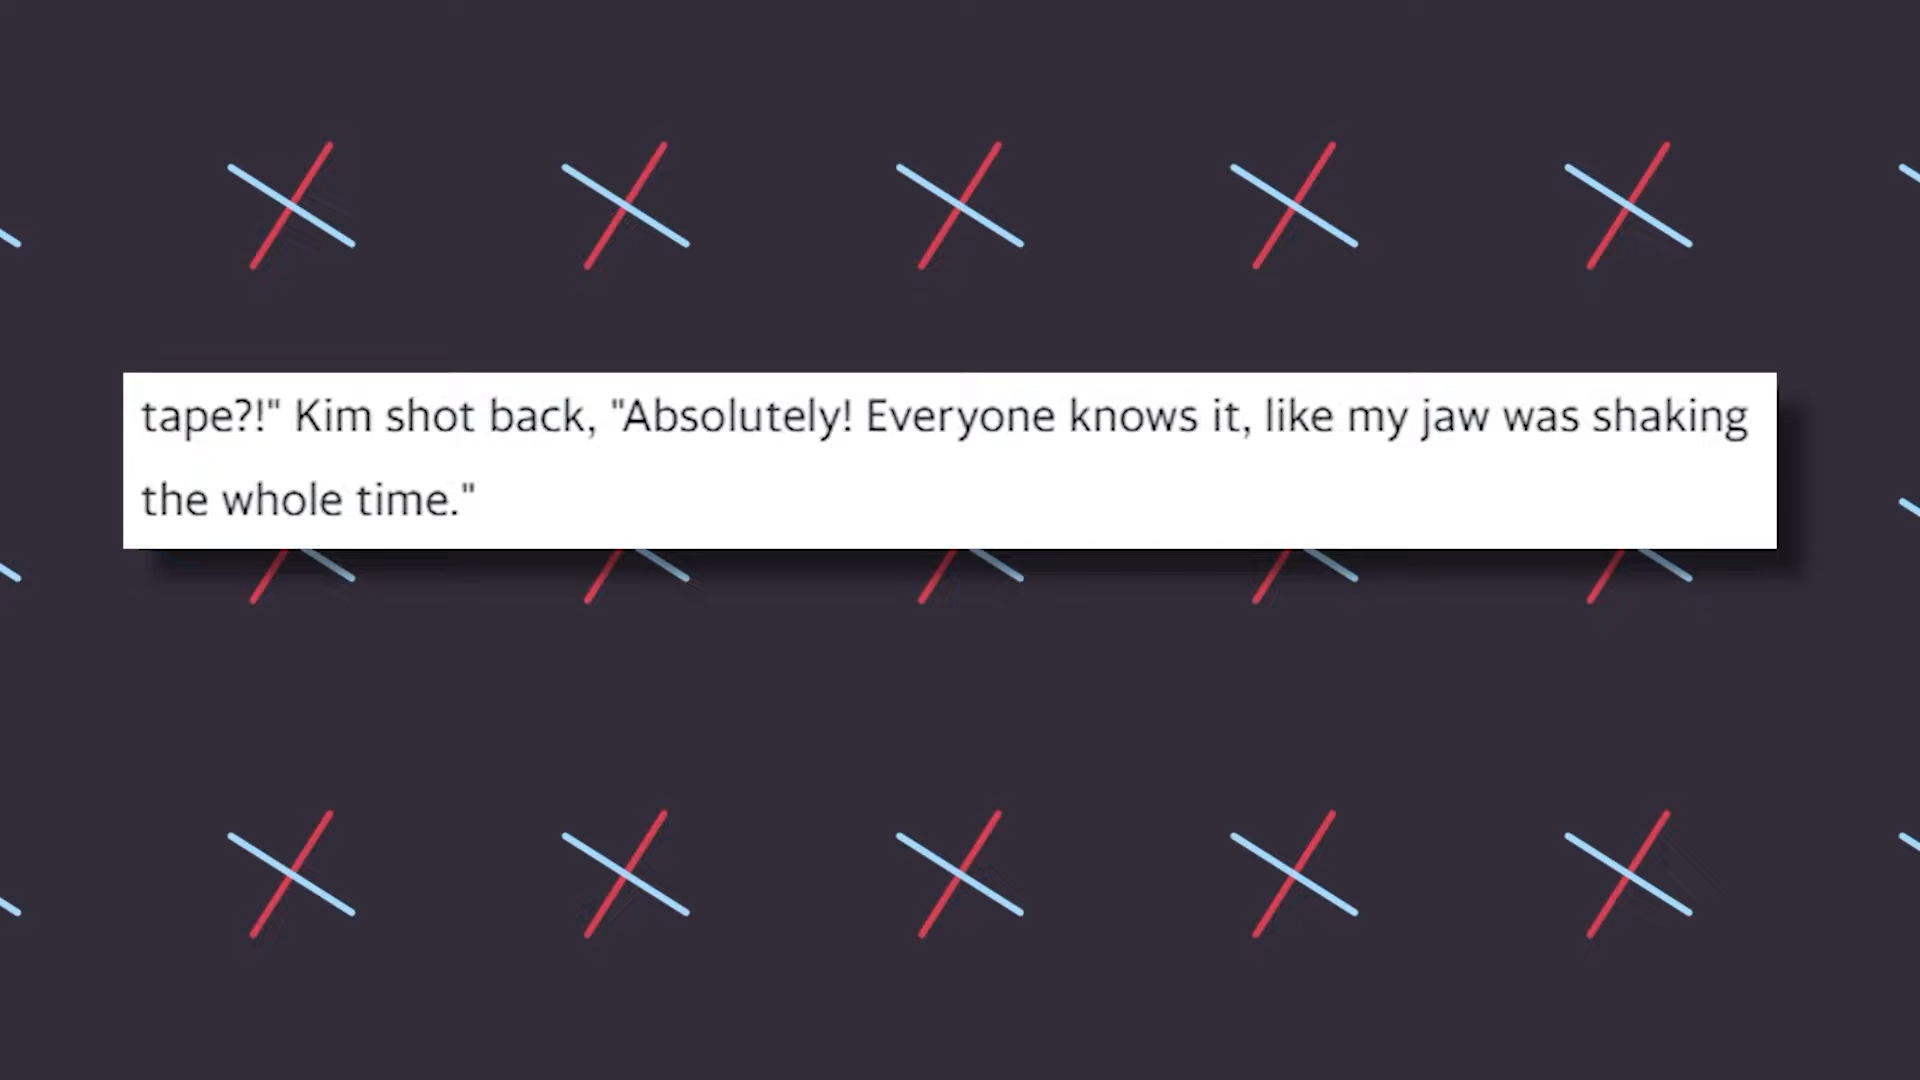 tape?!" Kim shot back, "Absolutely! Everyone knows it, like my jaw was shaking
the whole time."